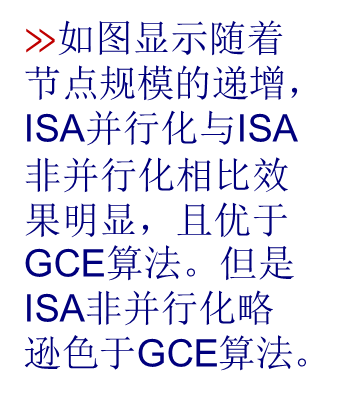 »如图显示随着
节点规模的递增，
ISA并行化与ISA
非并行化相比效
果明显，且优于
GCE算法。但是
ISA非并行化略
逊色于GCE算法。